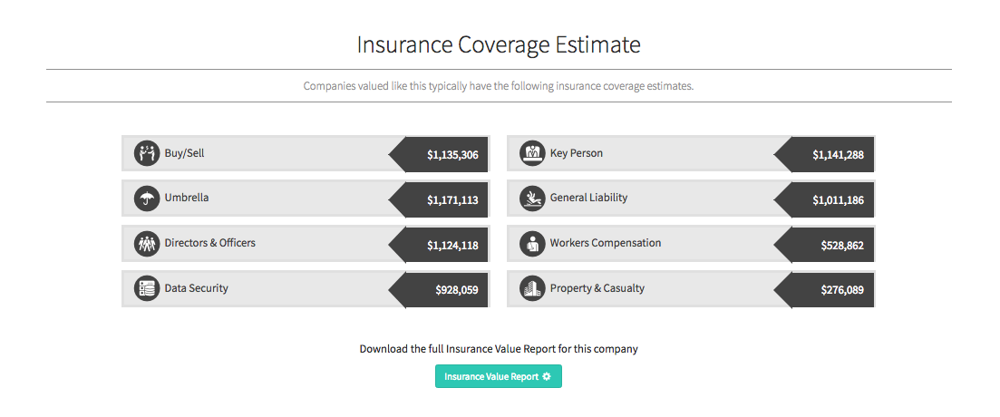 Insurance Coverage Estimate
Companies valued like this typically have the following insurance coverage estimates.
Buy/Sell $1,135,306
Key Person $1,141,288
Umbrella $1,171,113
General Liability $1,011,186
Directors & Officers $1,124,118
Workers Compensation $528,862
Data Security $928,059
Property & Casualty $276,089
Download the full Insurance Value Report for this company
Insurance Value Report